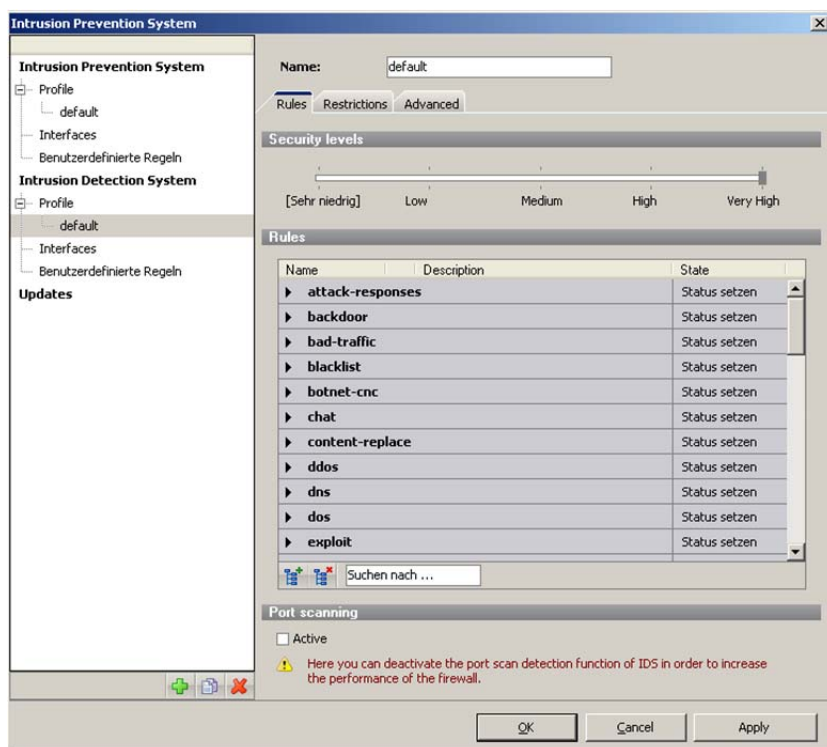 Intrusion Prevention System
Intrusion Prevention System
Profile
default
Interfaces
Benutzerdefinierte Regeln
Intrusion Detection System
Profile
default
Interfaces
Benutzerdefinierte Regeln
Updates
Name: default
Rules Restrictions Advanced
Security levels
[Sehr niedrig] Low Medium High Very High
Rules
Name Description State
attack-responses Status setzen
backdoor Status setzen
bad-traffic Status setzen
blacklist Status setzen
botnet-cnc Status setzen
chat Status setzen
content-replace Status setzen
ddos Status setzen
dns Status setzen
dos Status setzen
exploit Status setzen
Suchen nach ...
Port scanning
Active
Here you can deactivate the port scan detection function of IDS in order to increase
the performance of the firewall.
OK Cancel Apply